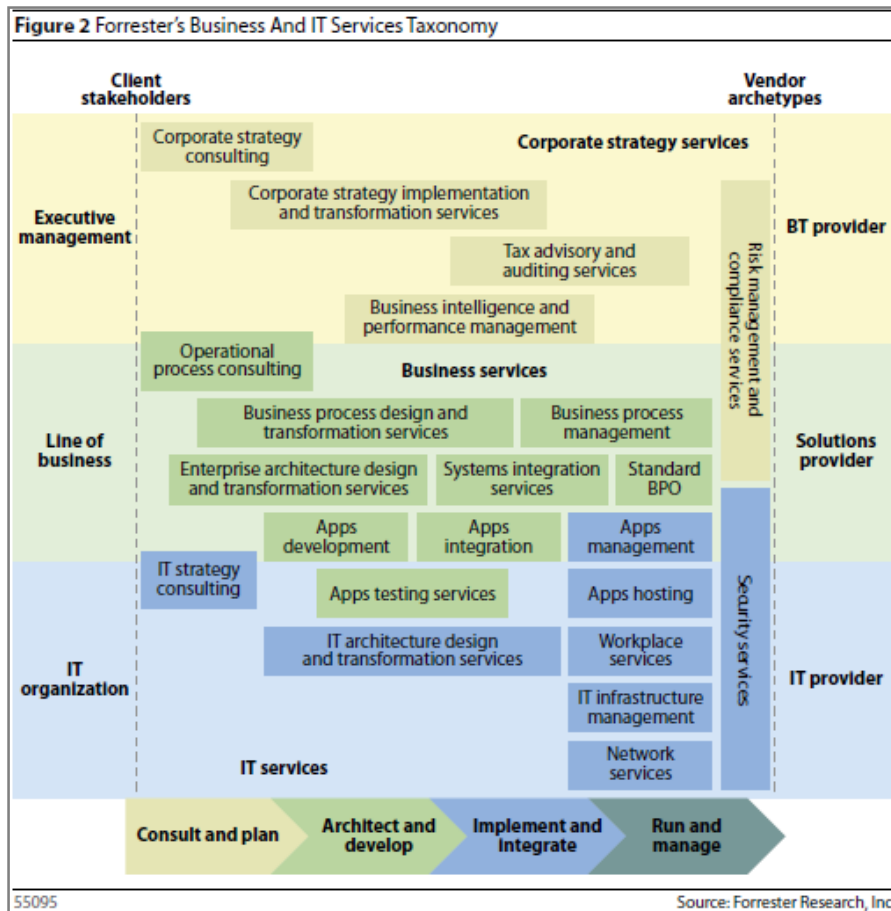 Figure 2 Forrester's Business And IT Services Taxonomy
Client
stakeholders
Vendor
archetypes
Corporate strategy
consulting
Corporate strategy services
Corporate strategy implementation
and transformation services
Executive
management
BT provider
Tax advisory and
auditing services
Risk management and
compliance services
Business intelligence and
performance management
Operational
process consulting
Business services
Business process design and
transformation services
Business process
management
Line of
business
Solutions
provider
Enterprise architecture design
and transformation services
Systems integration
services
Standard
BPO
Apps
development
Apps
integration
Apps
management
IT strategy
consulting
Apps testing services
Apps hosting
Security services
IT architecture design
and transformation services
Workplace
services
IT
organization
IT provider
IT infrastructure
management
IT services
Network
services
Consult and plan
Architect and
develop
Implement and
integrate
Run and
manage
55095
Source: Forrester Research, Inc